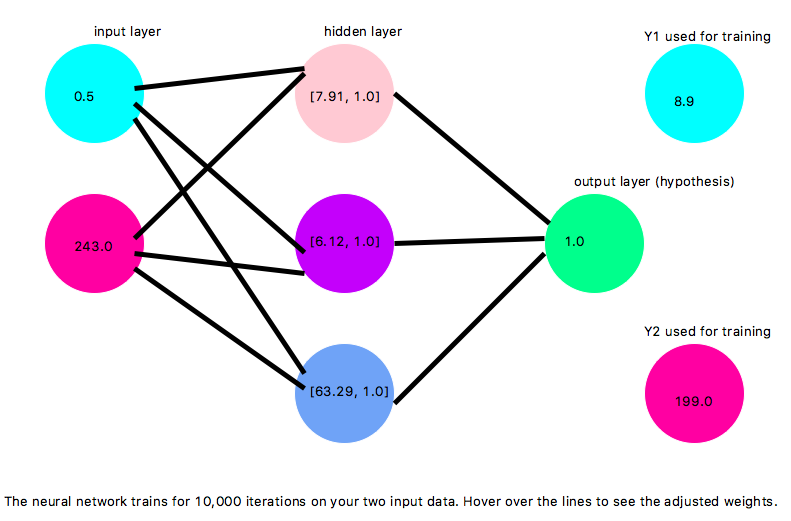 input layer
hidden layer
Y1 used for training
0.5
[7.91, 1.0]
8.9
output layer (hypothesis)
243.0
[6.12, 1.0]
1.0
Y2 used for training
[63.29, 1.0]
199.0
The neural network trains for 10,000 iterations on your two input data. Hover over the lines to see the adjusted weights.